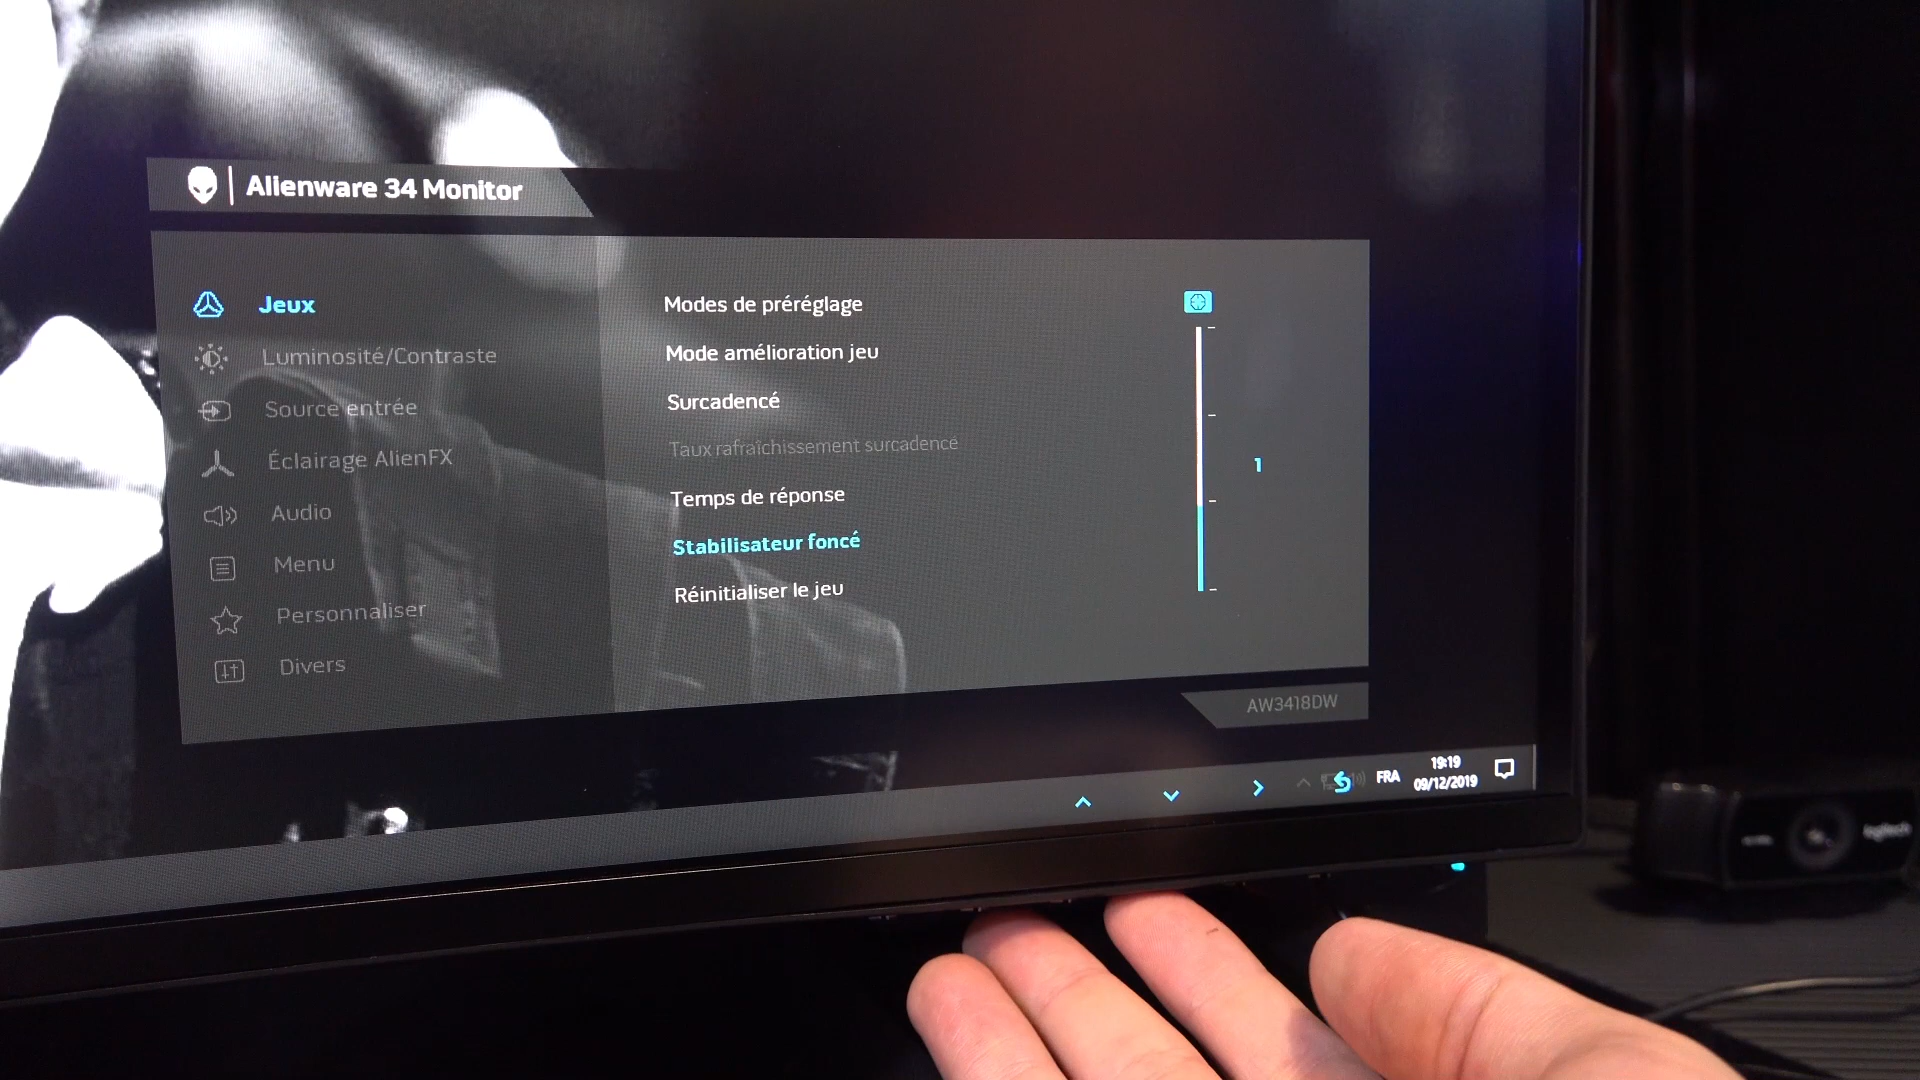 Alienware 34 Monitor
Jeux
Luminosité/Contraste
Source entrée
Éclairage AlienFX
Audio
Menu
Personnaliser
Divers
Modes de préréglage
Mode amélioration jeu
Surcadencé
Taux rafraîchissement surcadencé
Temps de réponse
Stabilisateur foncé
Réinitialiser le jeu
1
AW3418DW
FRA
19:19
09/12/2019
logitech